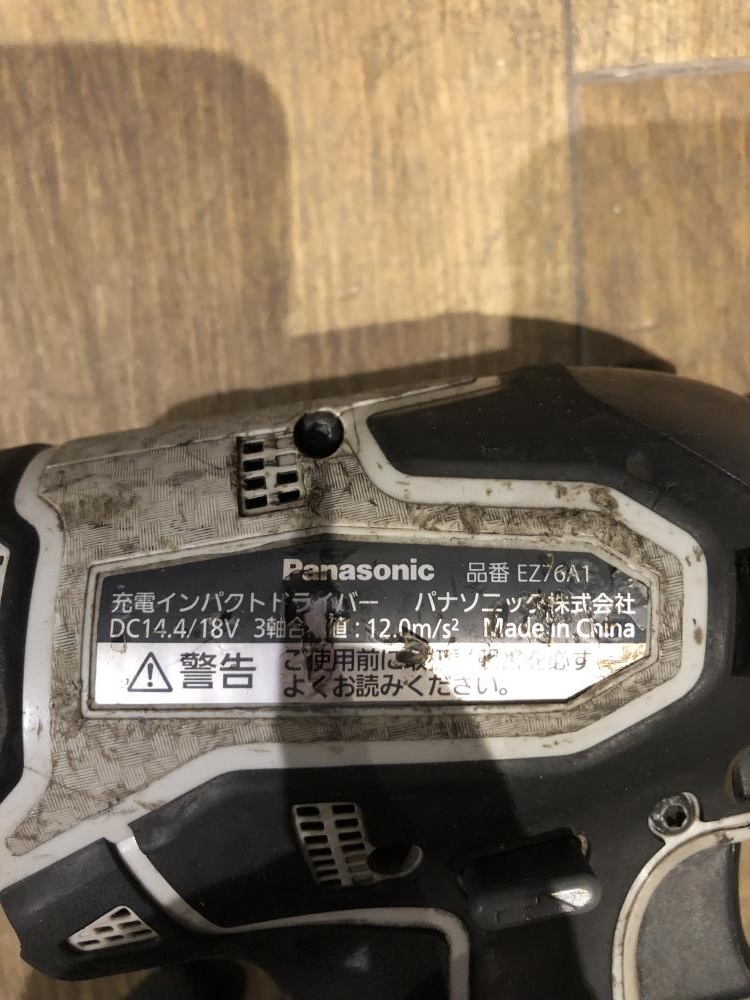 Panasonic 品番 EZ76A1
充電インパクトドライバー パナソニック株式会社
DC14.4/18V 3軸合 値:12.0m/s² Made in China
警告 ご使用前に を必ず
よくお読みください。